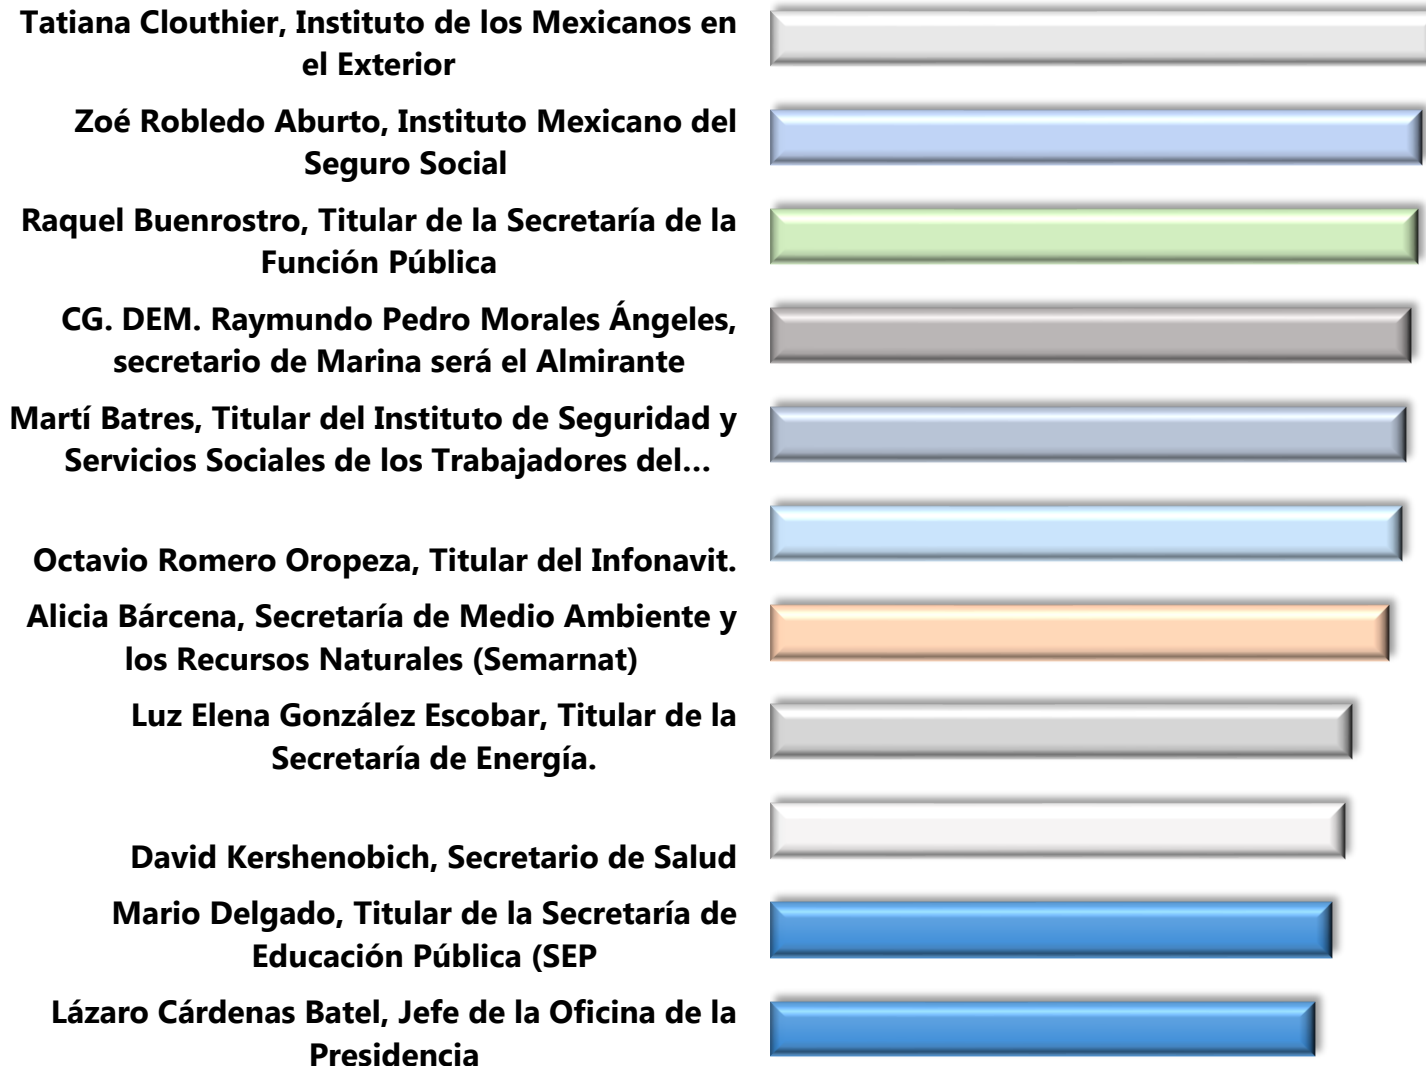 Tatiana Clouthier, Instituto de los Mexicanos en
el Exterior
Zoé Robledo Aburto, Instituto Mexicano del
Seguro Social
Raquel Buenrostro, Titular de la Secretaría de la
Función Pública
CG. DEM. Raymundo Pedro Morales Ángeles,
secretario de Marina será el Almirante
Martí Batres, Titular del Instituto de Seguridad y
Servicios Sociales de los Trabajadores del...
Octavio Romero Oropeza, Titular del Infonavit.
Alicia Bárcena, Secretaría de Medio Ambiente y
los Recursos Naturales (Semarnat)
Luz Elena González Escobar, Titular de la
Secretaría de Energía.
David Kershenobich, Secretario de Salud
Mario Delgado, Titular de la Secretaría de
Educación Pública (SEP
Lázaro Cárdenas Batel, Jefe de la Oficina de la
Presidencia